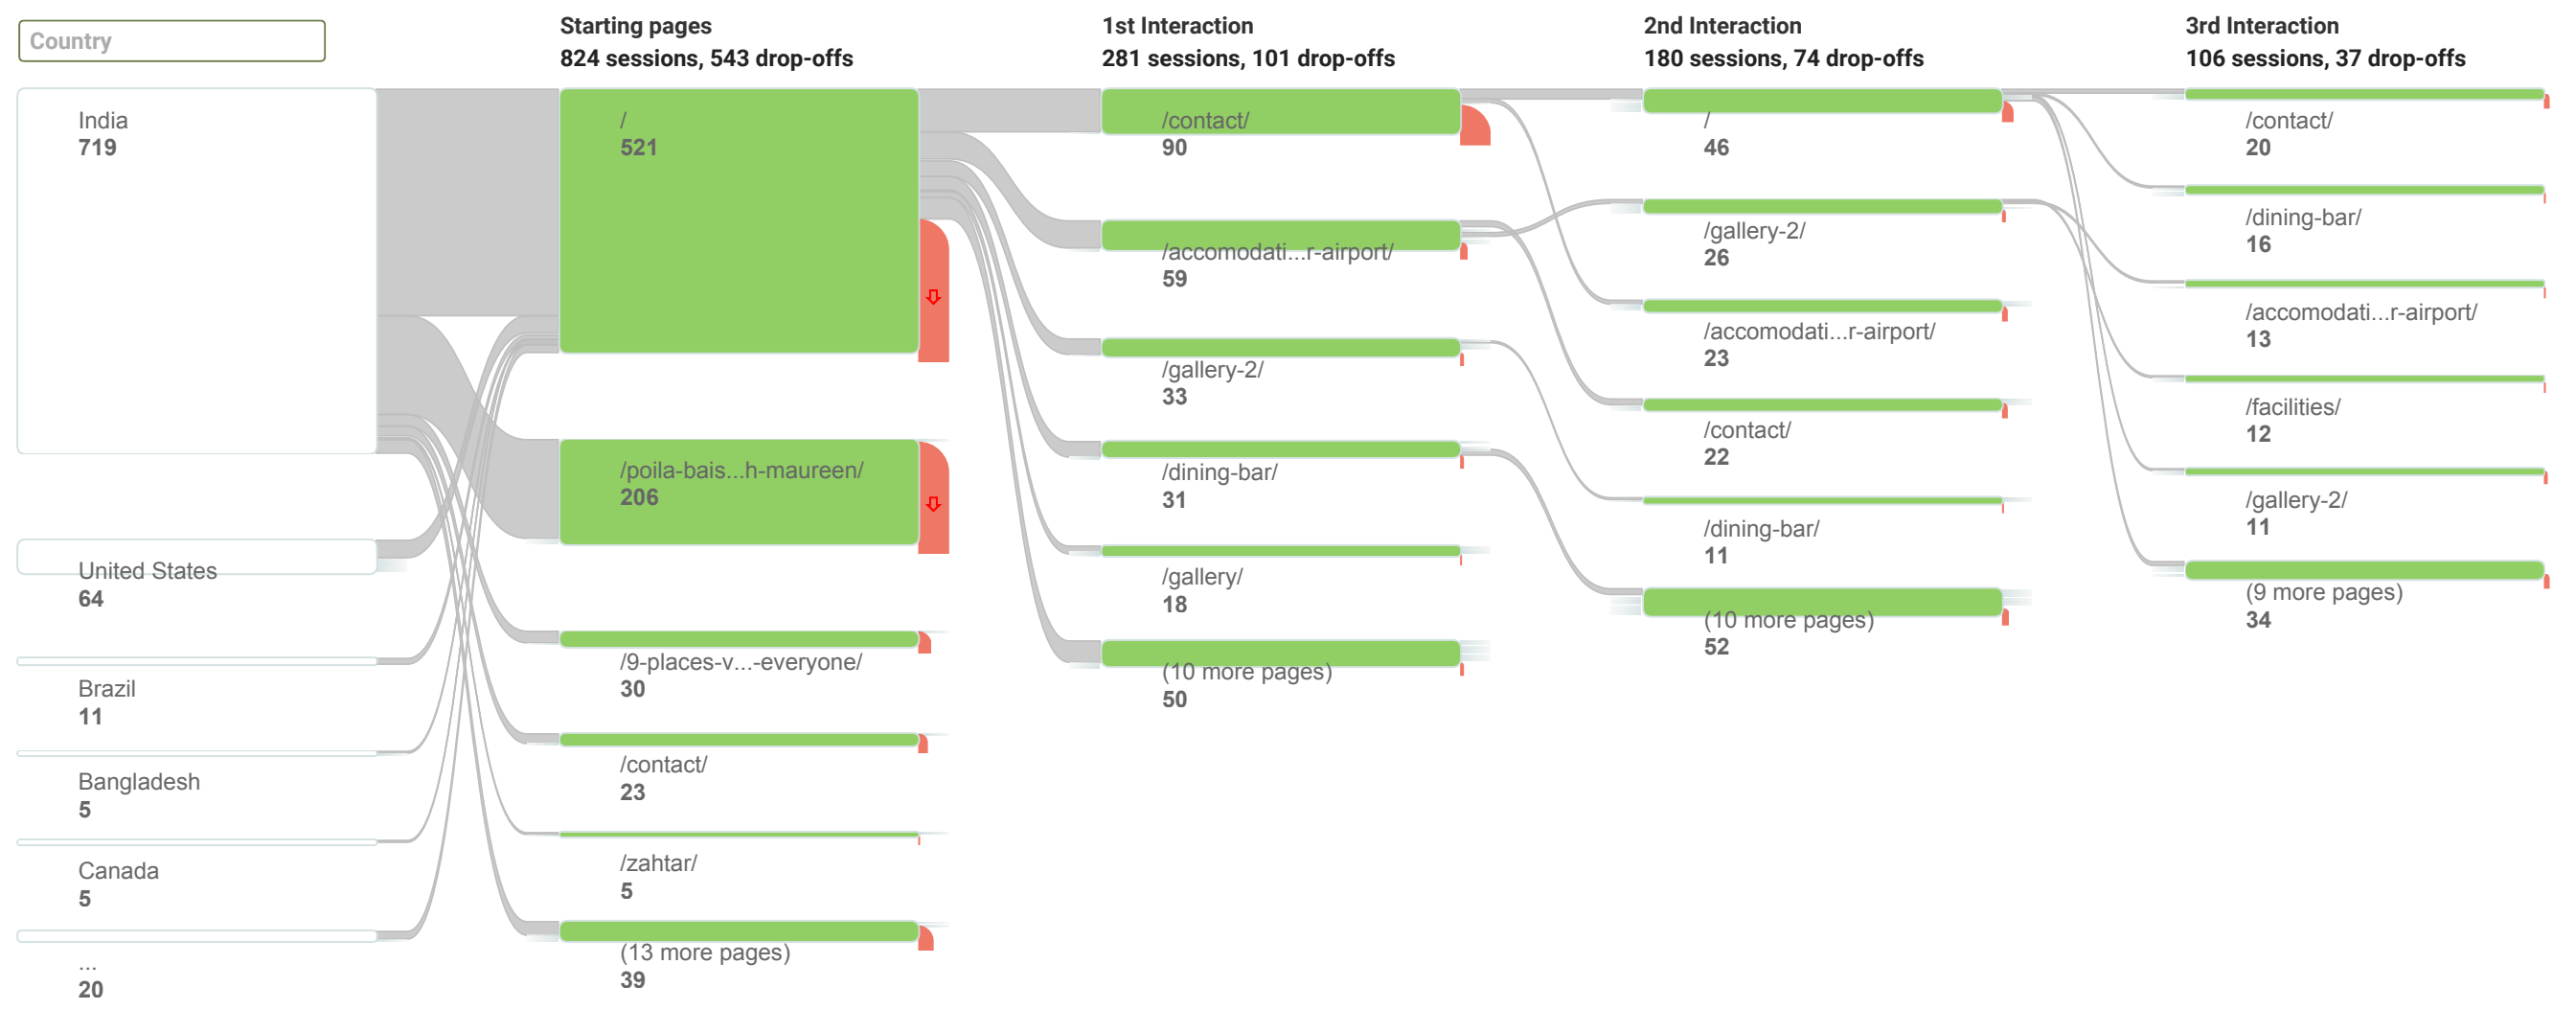 Country
Starting pages
824 sessions, 543 drop-offs
1st Interaction
281 sessions, 101 drop-offs
2nd Interaction
180 sessions, 74 drop-offs
3rd Interaction
106 sessions, 37 drop-offs
India
719
United States
64
Brazil
11
Bangladesh
5
Canada
5
...
20
/
521
/poila-bais...h-maureen/
206
/9-places-v...-everyone/
30
/contact/
23
/zahtar/
5
(13 more pages)
39
/contact/
90
/accomodati...r-airport/
59
/gallery-2/
33
/dining-bar/
31
/gallery/
18
(10 more pages)
50
/
46
/gallery-2/
26
/accomodati...r-airport/
23
/contact/
22
/dining-bar/
11
(10 more pages)
52
/contact/
20
/dining-bar/
16
/accomodati...r-airport/
13
/facilities/
12
/gallery-2/
11
(9 more pages)
34